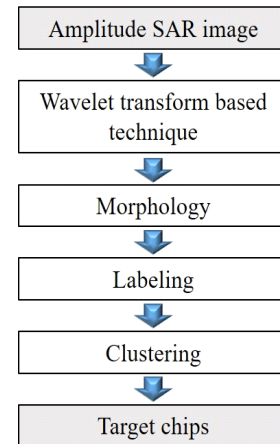 Amplitude SAR image
Wavelet transform based
technique
Morphology
Labeling
Clustering
Target chips